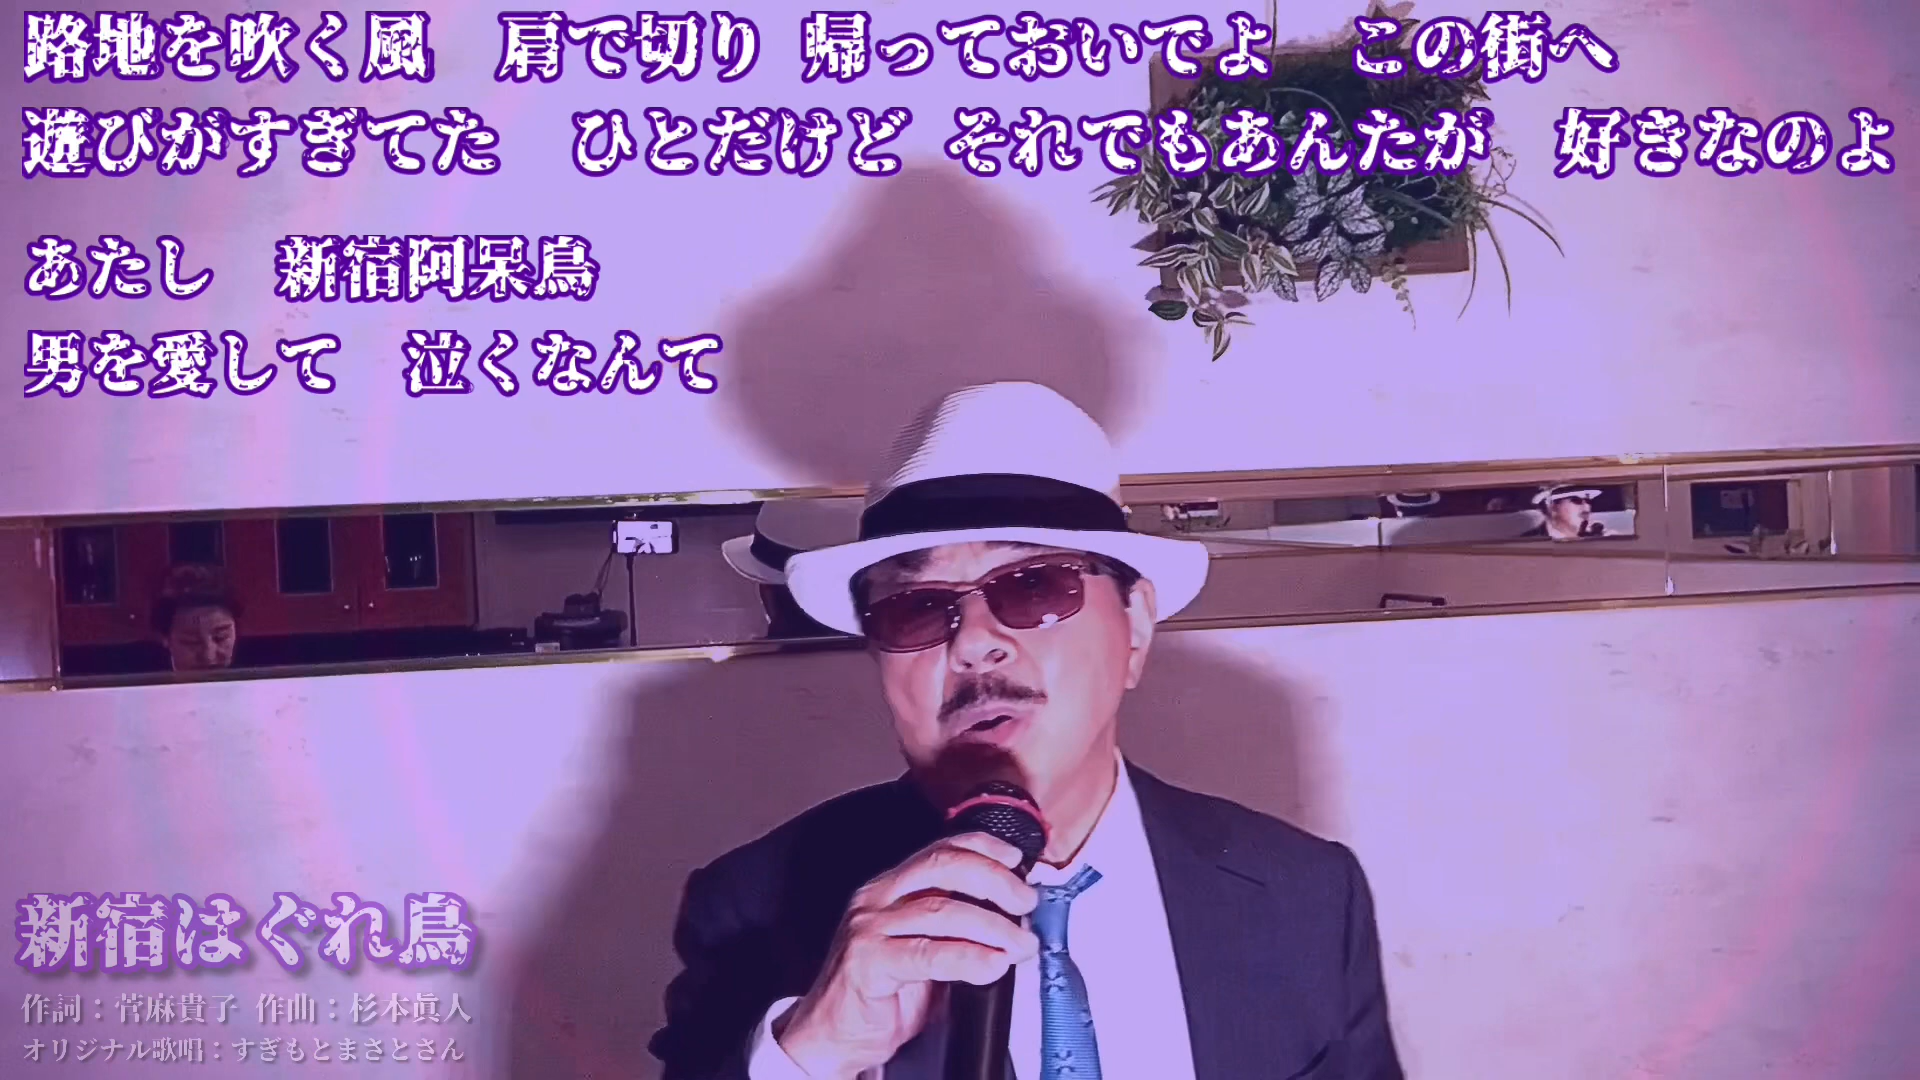 路地を吹く風　肩で切り 帰っておいでよ　この街へ
遊びがすぎてた　ひとだけど それでもあんたが　好きなのよ
あたし　新宿阿呆鳥
男を愛して　泣くなんて
新宿はぐれ鳥
作詞：菅麻貴子 作曲：杉本眞人
オリジナル歌唱：すぎもとまさとさん